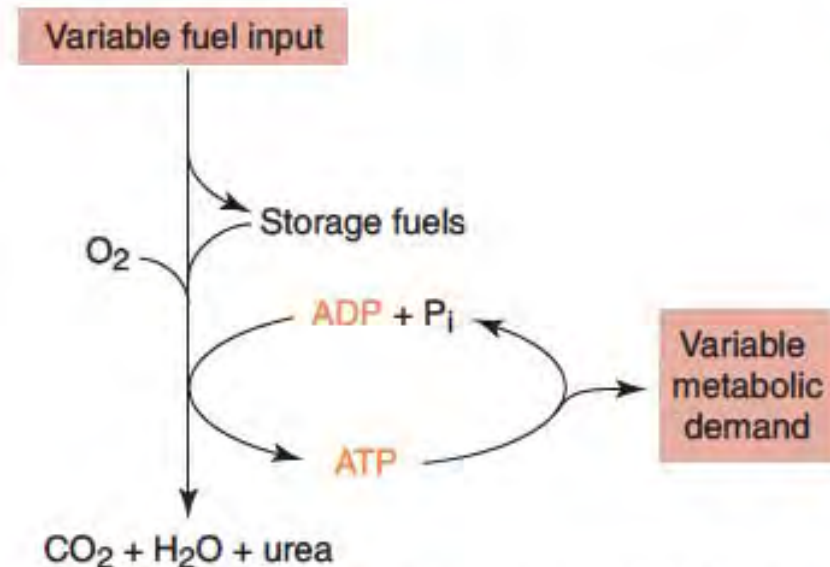 Variable fuel input
Storage fuels
O2
ADP + Pi
Variable
metabolic
demand
ATP
CO2 + H2O + urea